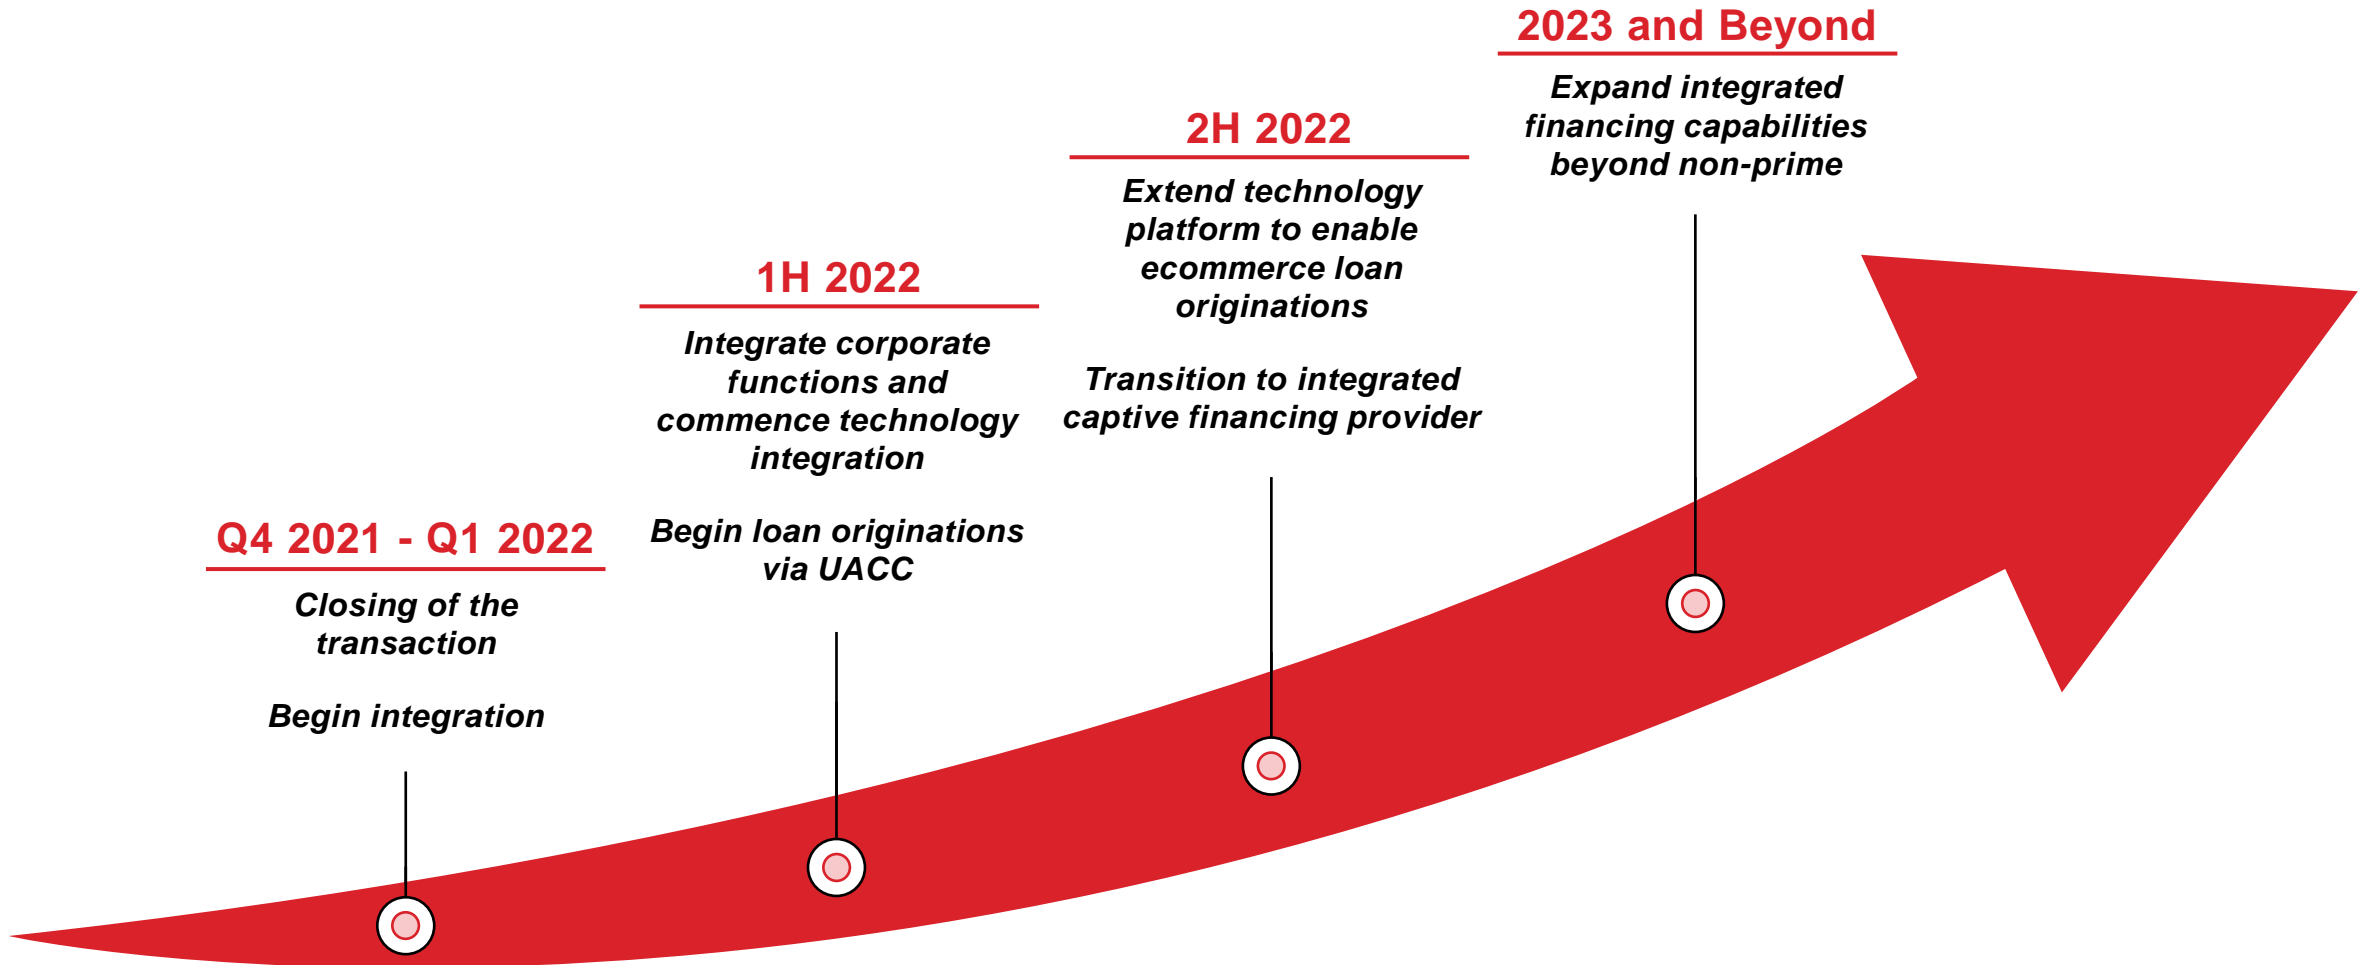 Q4 2021 - Q1 2022
Closing of the
transaction
Begin integration
1H 2022
Integrate corporate
functions and
commence technology
integration
Begin loan originations
via UACC
2H 2022
Extend technology
platform to enable
ecommerce loan
originations
Transition to integrated
captive financing provider
2023 and Beyond
Expand integrated
financing capabilities
beyond non-prime